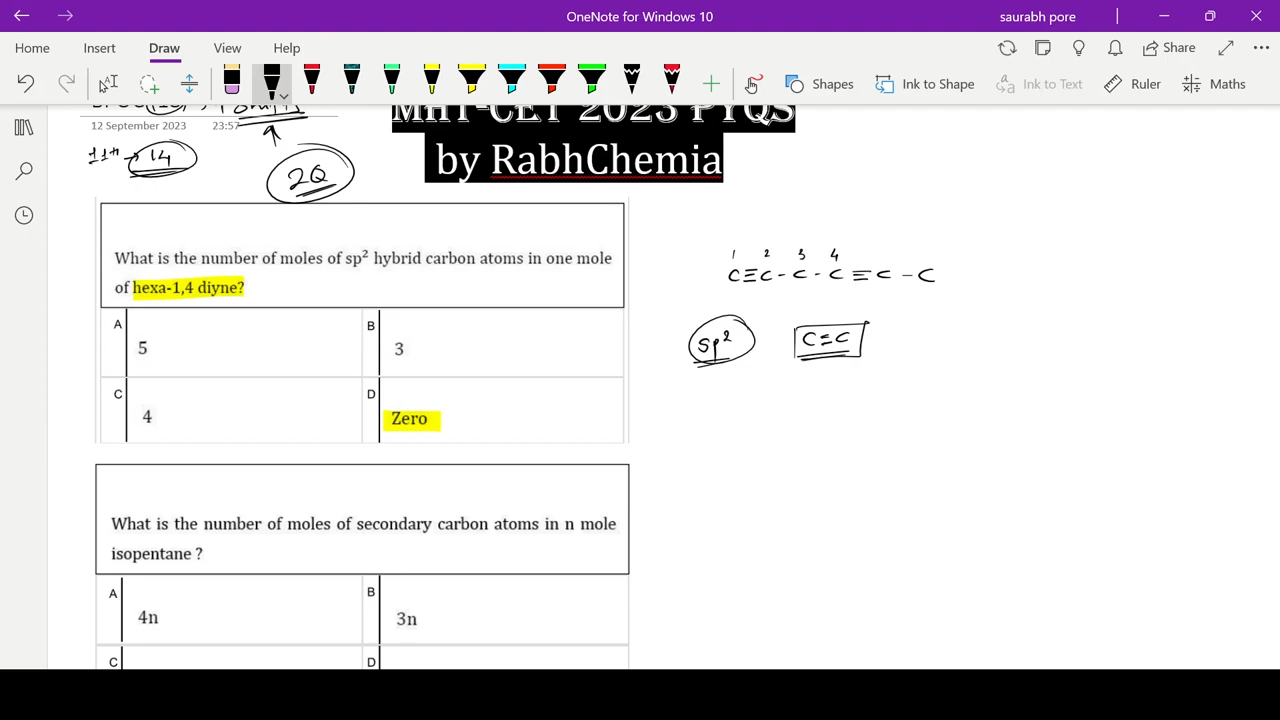 OneNote for Windows 10
saurabh pore
Home
Insert
Draw
View
Help
Share
Shapes
Ink to Shape
Ink to Text
Ruler
Maths
MHT-CET 2023 PYQS
by RabhChemia
12 September 2023
23:57
11th → 14
2Q
What is the number of moles of sp² hybrid carbon atoms in one mole
of hexa-1,4 diyne?
A
5
B
3
C
4
D
Zero
1 2 3 4
C≡C-C-C≡C-C
sp²
C=C
What is the number of moles of secondary carbon atoms in n mole
isopentane ?
A
4n
B
3n
C
D